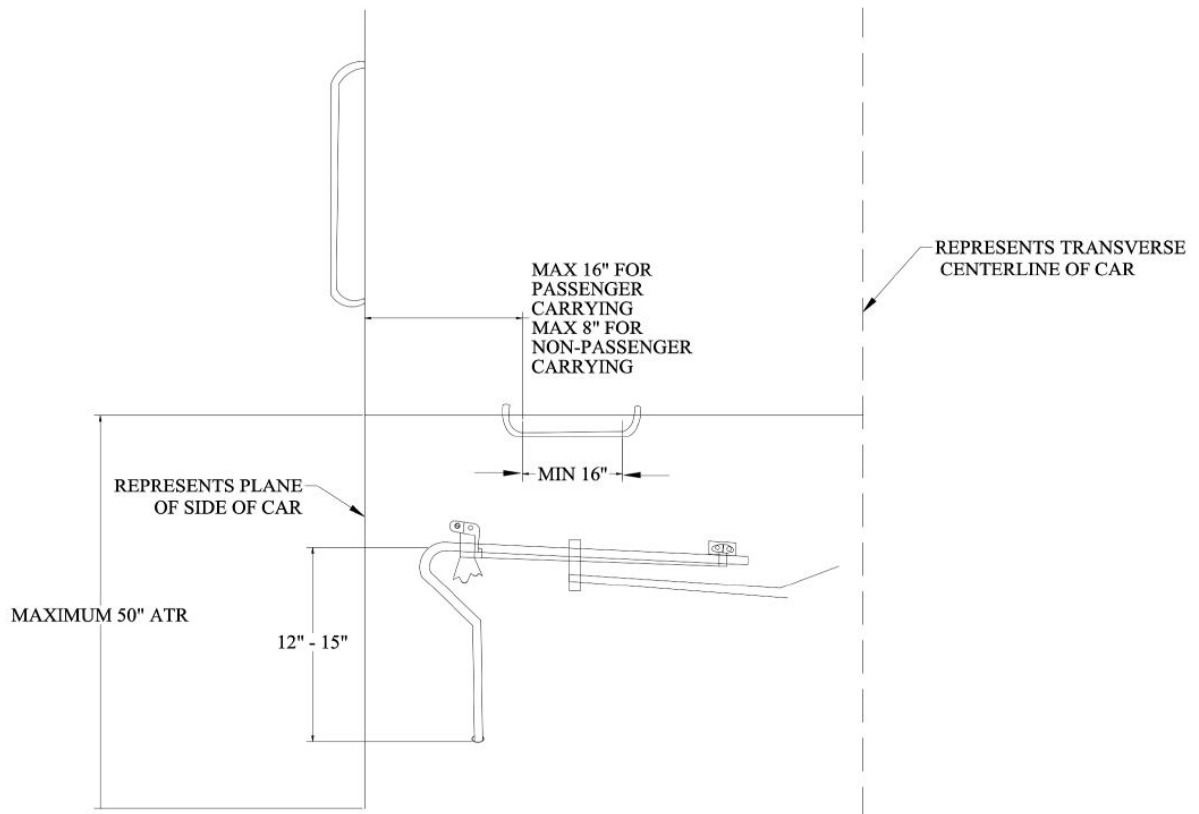 MAX 16" FOR
PASSENGER
CARRYING
MAX 8" FOR
NON-PASSENGER
CARRYING
REPRESENTS TRANSVERSE
CENTERLINE OF CAR
MIN 16"
REPRESENTS PLANE
OF SIDE OF CAR
MAXIMUM 50" ATR
12" - 15"